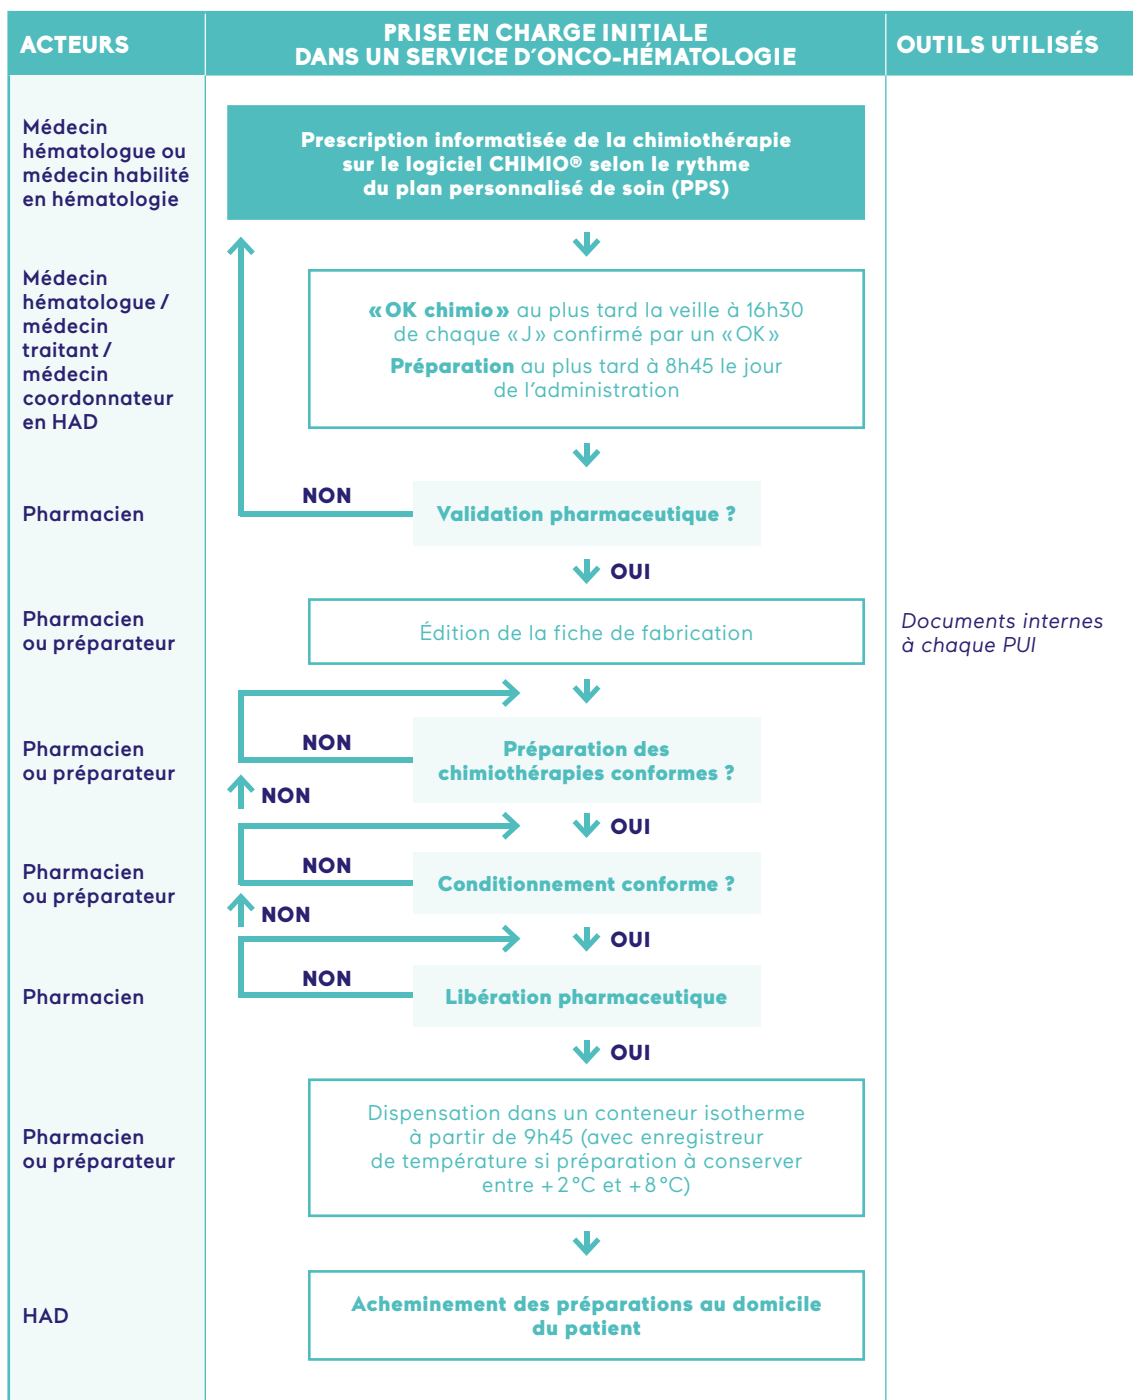 ACTEURS
PRISE EN CHARGE INITIALE
DANS UN SERVICE D'ONCO-HÉMATOLOGIE
OUTILS UTILISÉS
Médecin
hématologue ou
médecin habilité
en hématologie
Prescription informatisée de la chimiothérapie
sur le logiciel CHIMIO® selon le rythme
du plan personnalisé de soin (PPS)
Médecin
hématologue /
médecin
traitant /
médecin
coordonnateur
en HAD
«OK chimio» au plus tard la veille à 16h30
de chaque «J» confirmé par un «OK»
Préparation au plus tard à 8h45 le jour
de l'administration
Pharmacien
NON
Validation pharmaceutique ?
OUI
Pharmacien
ou préparateur
Édition de la fiche de fabrication
Documents internes
à chaque PUI
Pharmacien
ou préparateur
NON
Préparation des
chimiothérapies conformes ?
NON
OUI
Pharmacien
ou préparateur
NON
Conditionnement conforme ?
NON
OUI
Pharmacien
NON
Libération pharmaceutique
OUI
Pharmacien
ou préparateur
Dispensation dans un conteneur isotherme
à partir de 9h45 (avec enregistreur
de température si préparation à conserver
entre +2°C et +8°C)
HAD
Acheminement des préparations au domicile
du patient